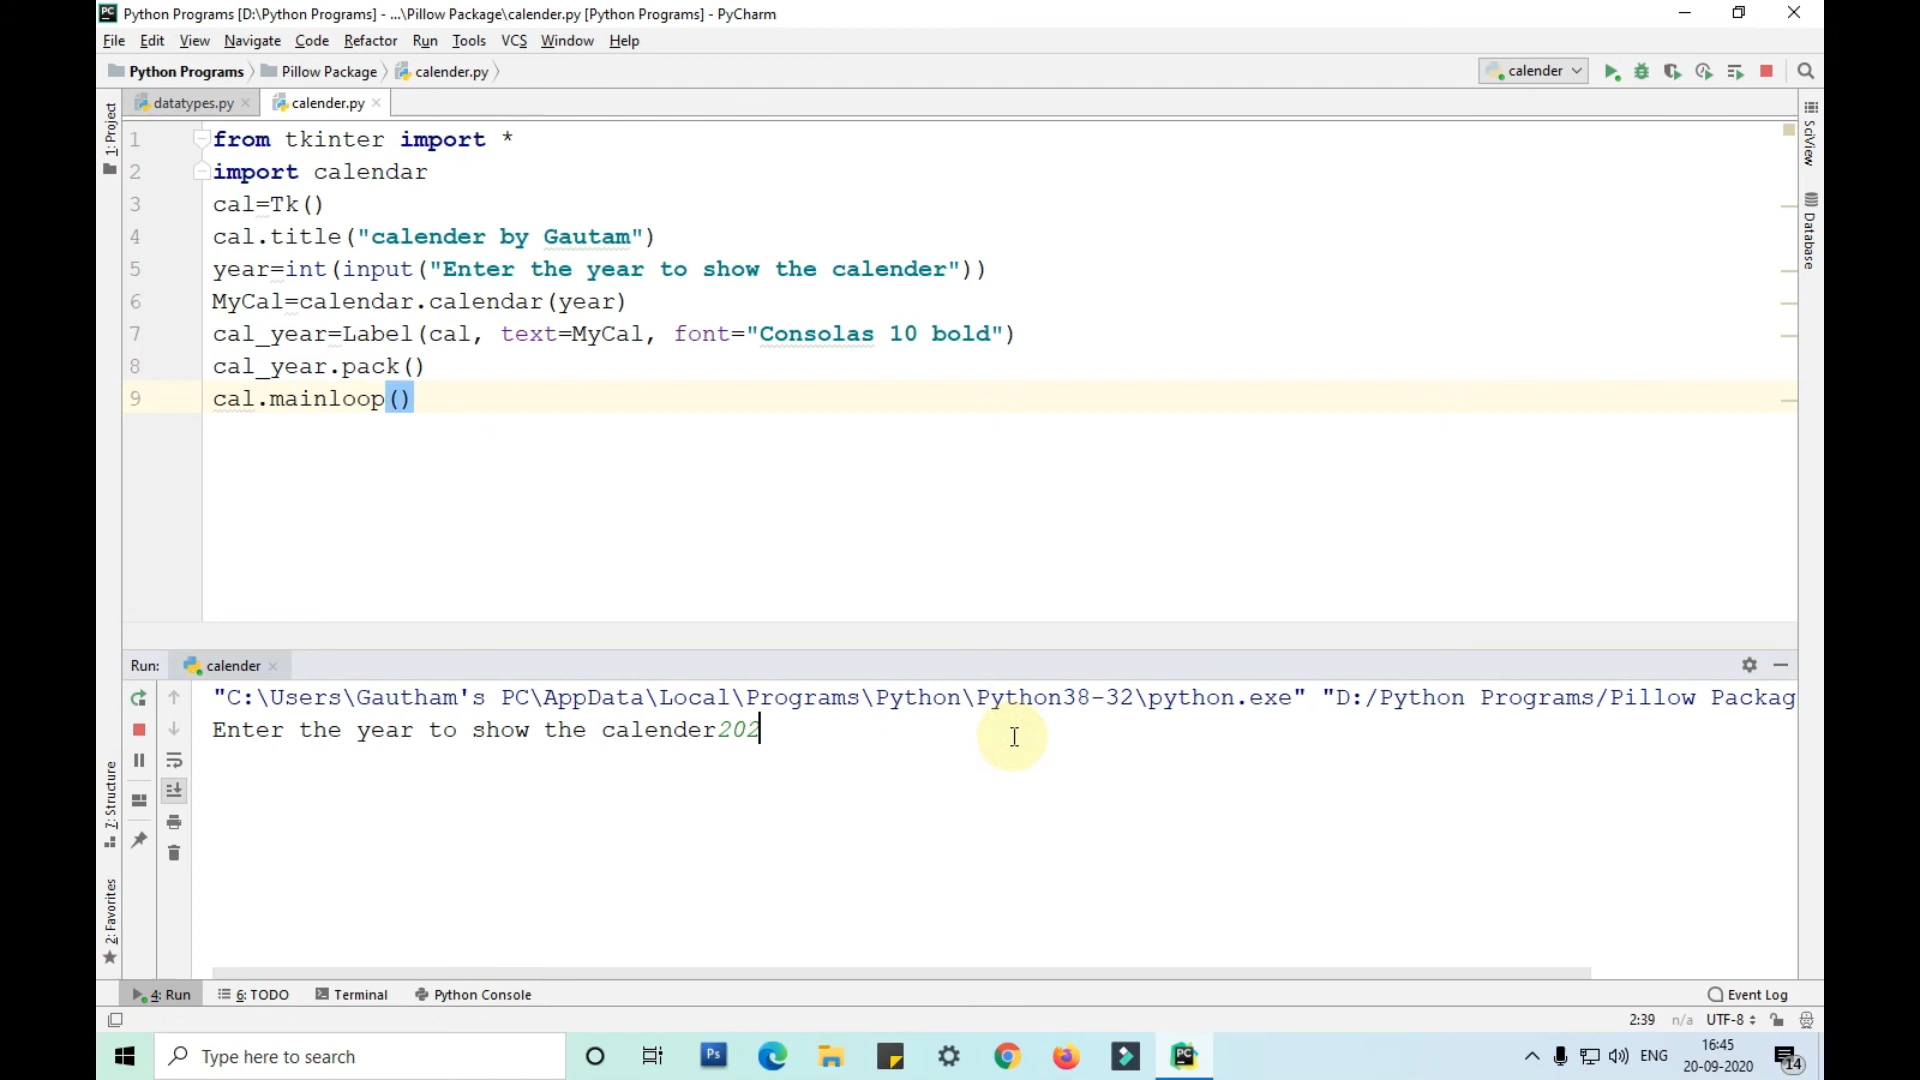 Python Programs [D:\Python Programs] - ...\Pillow Package\calender.py [Python Programs] - PyCharm
File Edit View Navigate Code Refactor Run Tools VCS Window Help
Python Programs Pillow Package calender.py calender
datatypes.py calender.py
1: Project
SciView
Database
1 from tkinter import *
2 import calendar
3 cal=Tk()
4 cal.title("calender by Gautam")
5 year=int(input("Enter the year to show the calender"))
6 MyCal=calendar.calendar(year)
7 cal_year=Label(cal, text=MyCal, font="Consolas 10 bold")
8 cal_year.pack()
9 cal.mainloop()
Run: calender
"C:\Users\Gautham's PC\AppData\Local\Programs\Python\Python38-32\python.exe" "D:/Python Programs/Pillow Packag
Enter the year to show the calender202
7: Structure
2: Favorites
4: Run 6: TODO Terminal Python Console Event Log
2:39 n/a UTF-8
Type here to search Ps PC ENG 16:45
20-09-2020 14